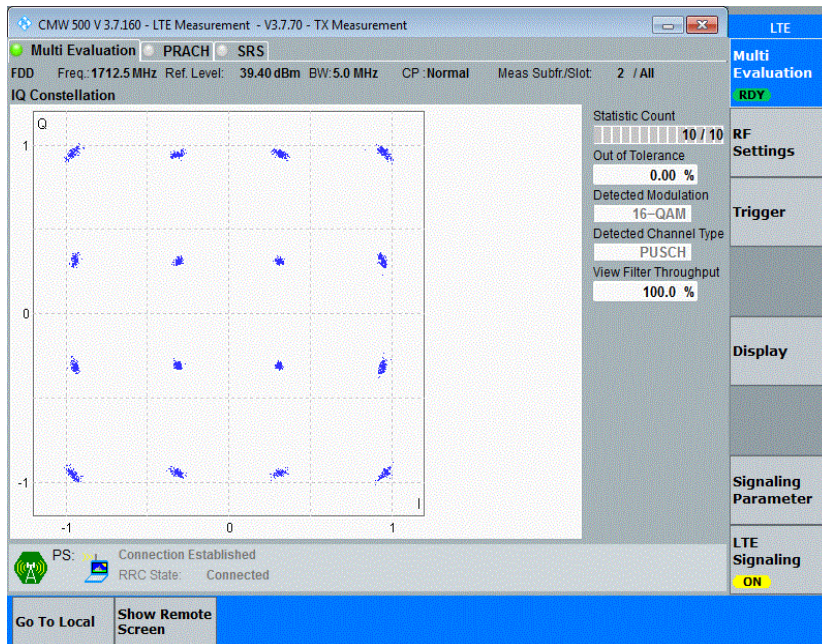 CMW 500 V 3.7.160 - LTE Measurement - V3.7.70 - TX Measurement
LTE
Multi Evaluation PRACH SRS
Multi
Evaluation
RDY
FDD Freq.: 1712.5 MHz Ref. Level: 39.40 dBm BW: 5.0 MHz CP : Normal Meas Subfr./Slot: 2 / All
IQ Constellation
Q
1
0
-1
I
-1 0 1
Statistic Count
10 / 10
Out of Tolerance
0.00 %
Detected Modulation
16-QAM
Detected Channel Type
PUSCH
View Filter Throughput
100.0 %
RF
Settings
Trigger
Display
Signaling
Parameter
LTE
Signaling
ON
PS: Connection Established
RRC State: Connected
Go To Local
Show Remote
Screen